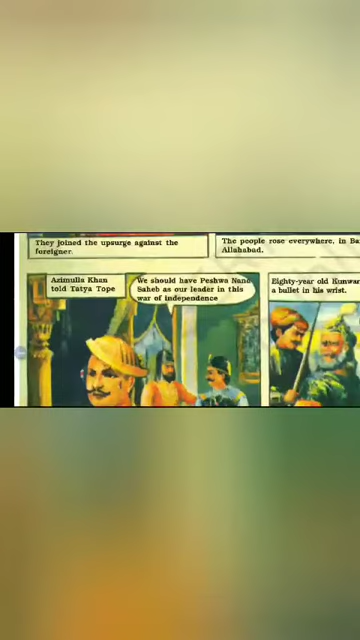 They joined the upsurge against the
foreigner.
The people rose everywhere, in
Allahabad.
Azimulla Khan
told Tatya Tope
We should have Peshwa Nana
Saheb as our leader in this
war of independence
Eighty-year old Kunwar
a bullet in his wrist.